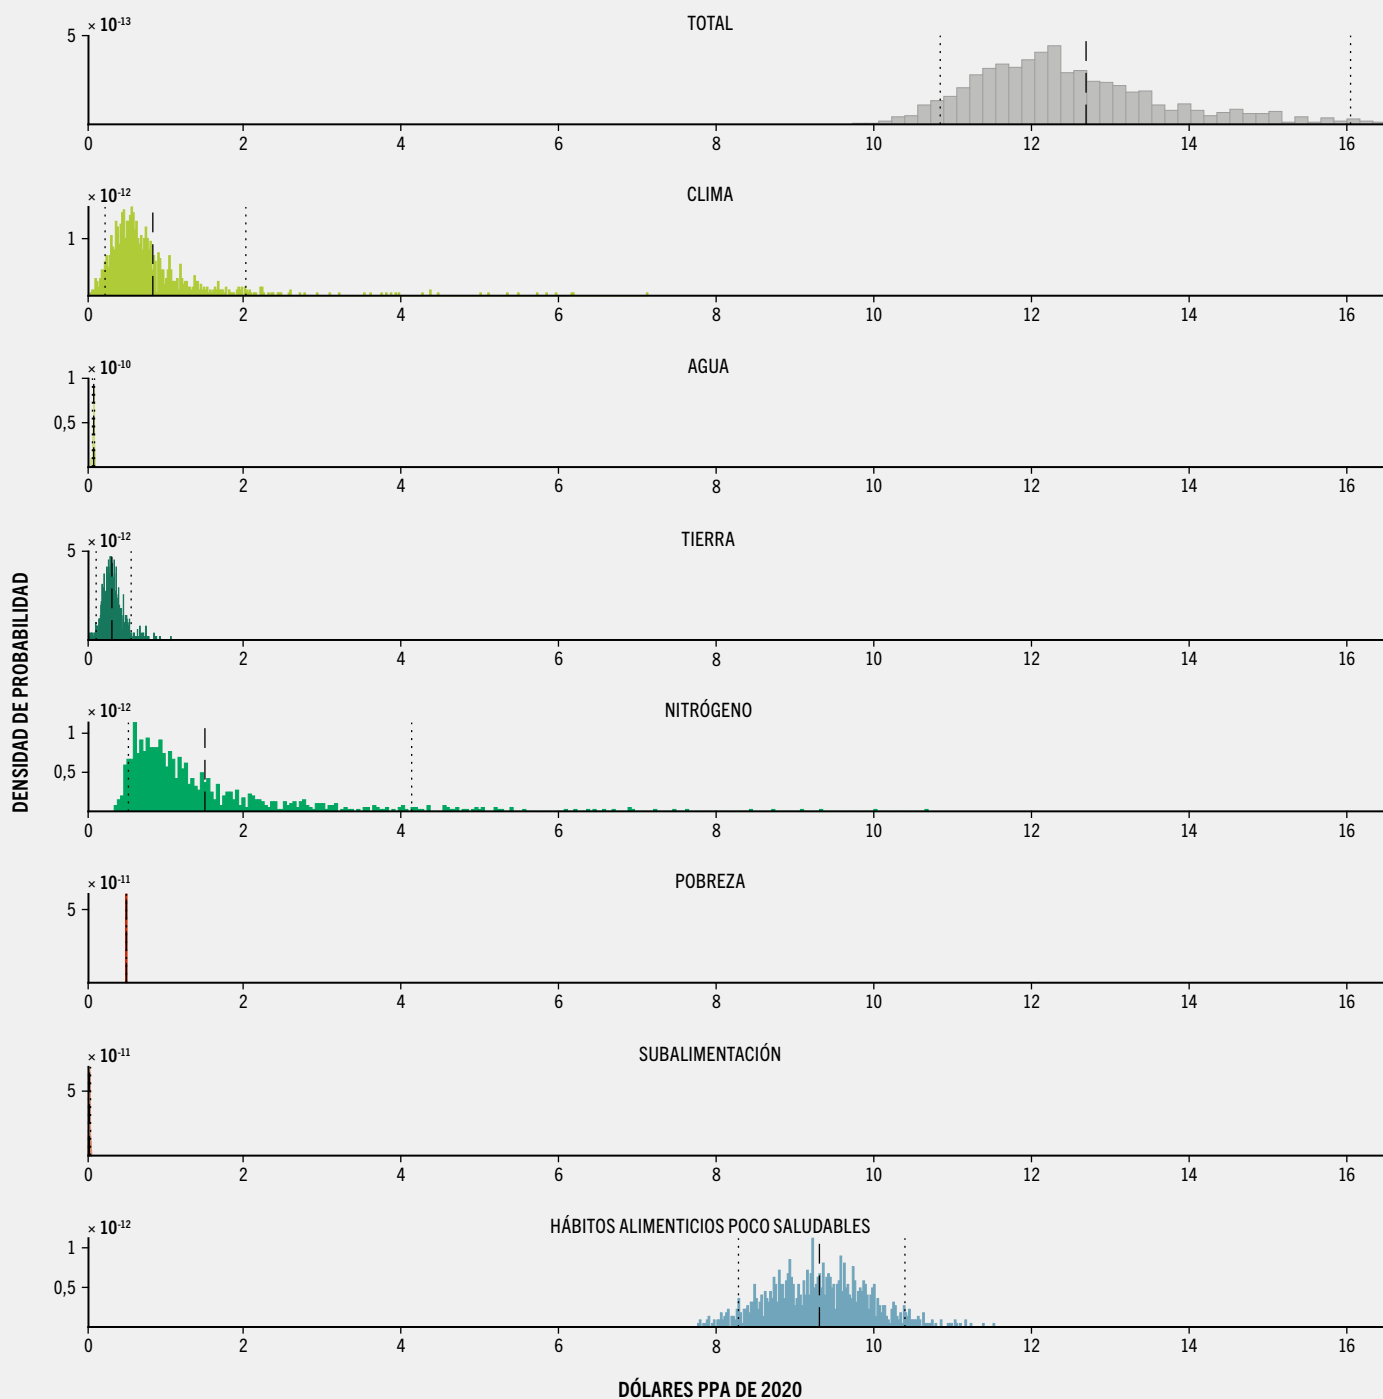 TOTAL
× 10⁻¹³
5
0 2 4 6 8 10 12 14 16
CLIMA
× 10⁻¹²
1
0 2 4 6 8 10 12 14 16
AGUA
× 10⁻¹⁰
1
0,5
0 2 4 6 8 10 12 14 16
TIERRA
× 10⁻¹²
5
0 2 4 6 8 10 12 14 16
DENSIDAD DE PROBABILIDAD
NITRÓGENO
× 10⁻¹²
1
0,5
0 2 4 6 8 10 12 14 16
POBREZA
× 10⁻¹¹
5
0 2 4 6 8 10 12 14 16
SUBALIMENTACIÓN
× 10⁻¹¹
5
0 2 4 6 8 10 12 14 16
HÁBITOS ALIMENTICIOS POCO SALUDABLES
× 10⁻¹²
1
0,5
0 2 4 6 8 10 12 14 16
DÓLARES PPA DE 2020